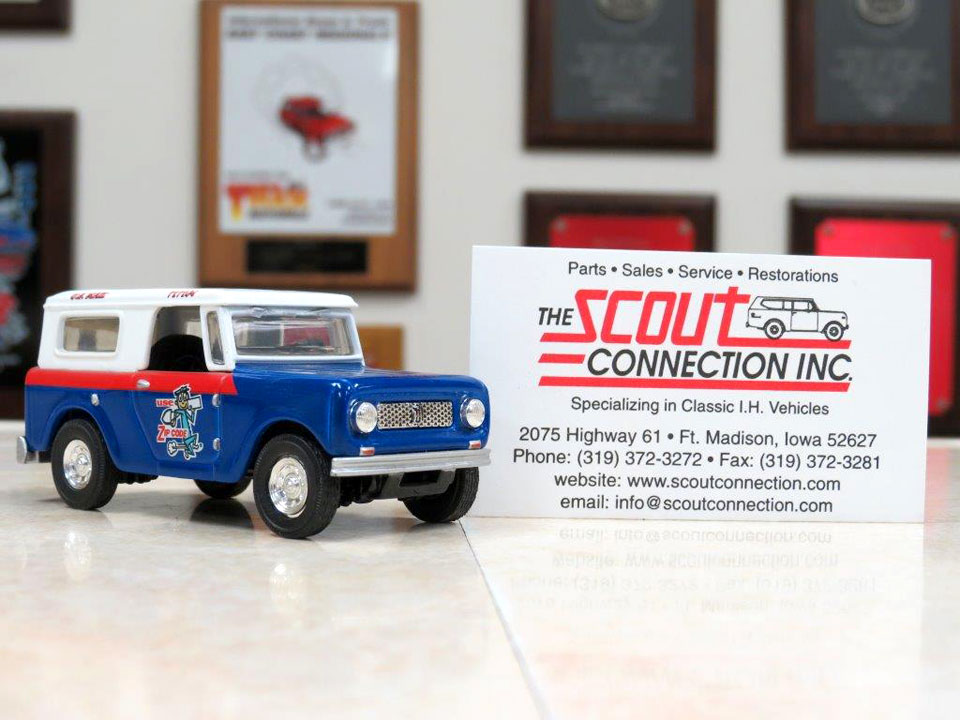 Parts • Sales • Service • Restorations
THE SCOUT
CONNECTION INC.
Specializing in Classic I.H. Vehicles
2075 Highway 61 • Ft. Madison, Iowa 52627
Phone: (319) 372-3272 • Fax: (319) 372-3281
website: www.scoutconnection.com
email: info@scoutconnection.com
use
ZIP CODE